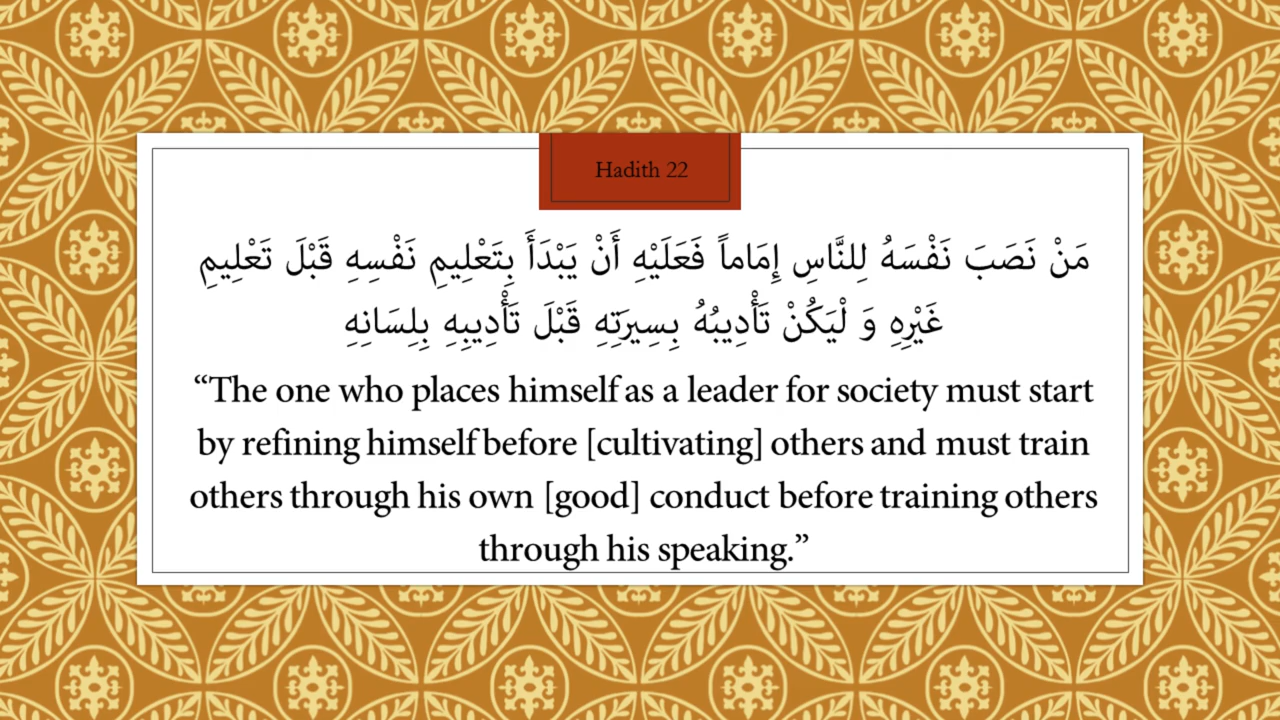 Hadith 22
مَنْ نَصَبَ نَفْسَهُ لِلنَّاسِ إِمَاماً فَعَلَيْهِ أَنْ يَبْدَأَ بِتَعْلِيمِ نَفْسِهِ قَبْلَ تَعْلِيمِ
غَيْرِهِ وَ لْيَكُنْ تَأْدِيبُهُ بِسِيرَتِهِ قَبْلَ تَأْدِيبِهِ بِلِسَانِهِ
“The one who places himself as a leader for society must start
by refining himself before [cultivating] others and must train
others through his own [good] conduct before training others
through his speaking.”